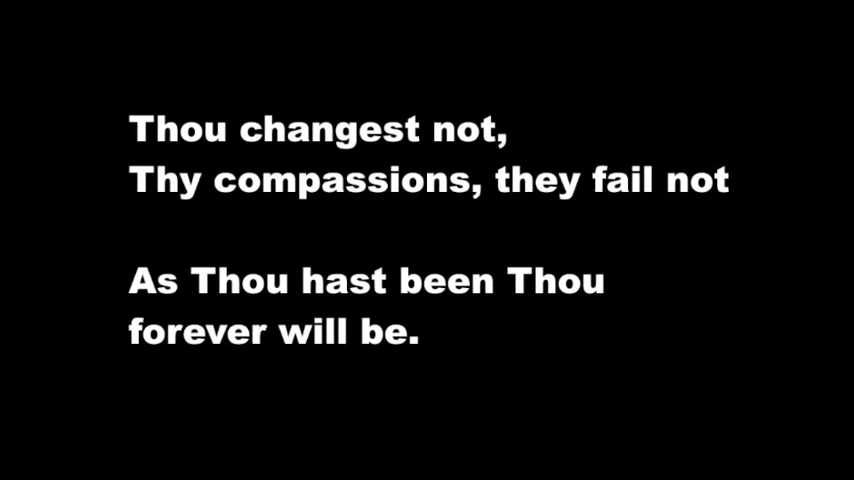 Thou changest not,
Thy compassions, they fail not
As Thou hast been Thou
forever will be.